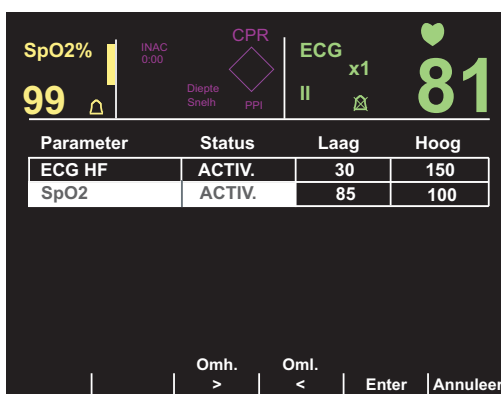 SpO2%
99
INAC
0:00
CPR
Diepte
Snelh
PPI
ECG
x1
II
81
Parameter Status Laag Hoog
ECG HF ACTIV. 30 150
SpO2 ACTIV. 85 100
Omh. Oml.
> < Enter Annuleer